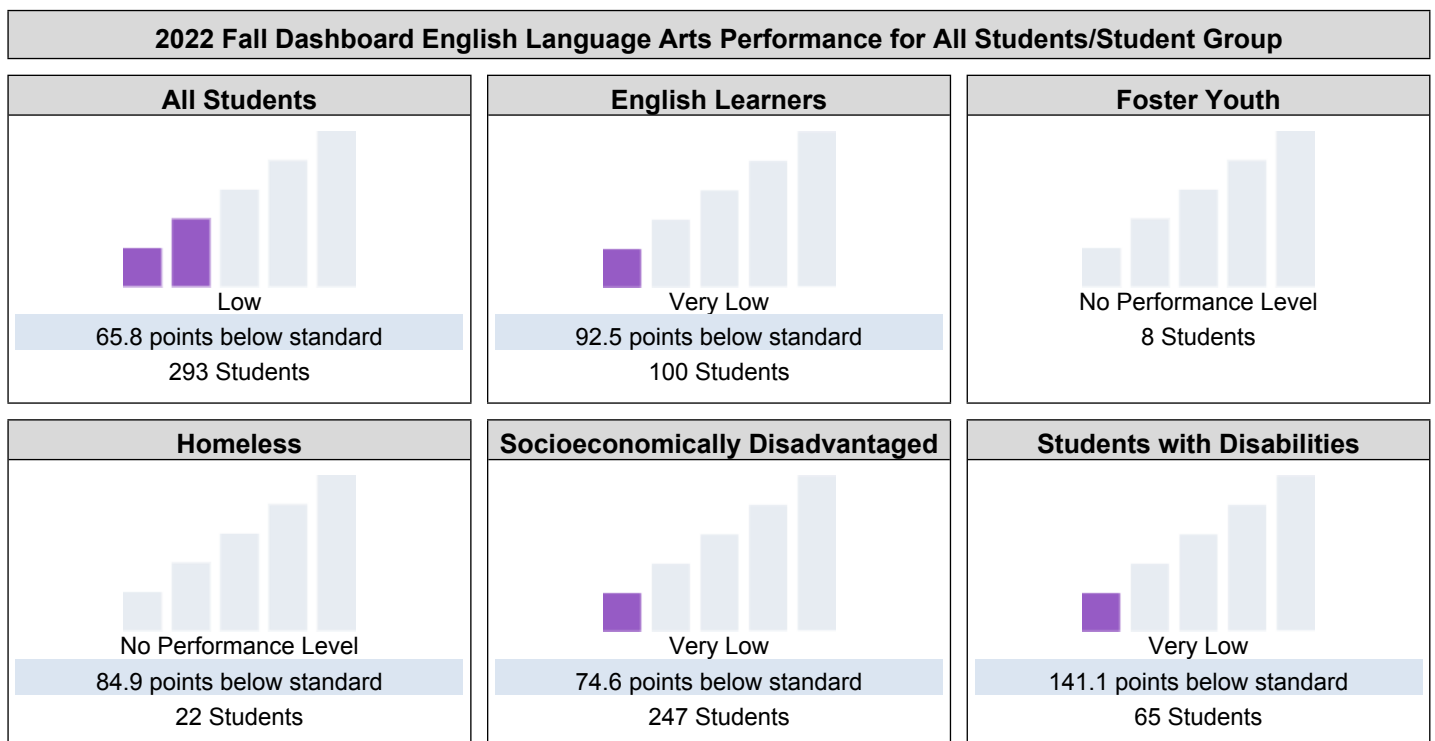 2022 Fall Dashboard English Language Arts Performance for All Students/Student Group
All Students
Low
65.8 points below standard
293 Students
English Learners
Very Low
92.5 points below standard
100 Students
Foster Youth
No Performance Level
8 Students
Homeless
No Performance Level
84.9 points below standard
22 Students
Socioeconomically Disadvantaged
Very Low
74.6 points below standard
247 Students
Students with Disabilities
Very Low
141.1 points below standard
65 Students